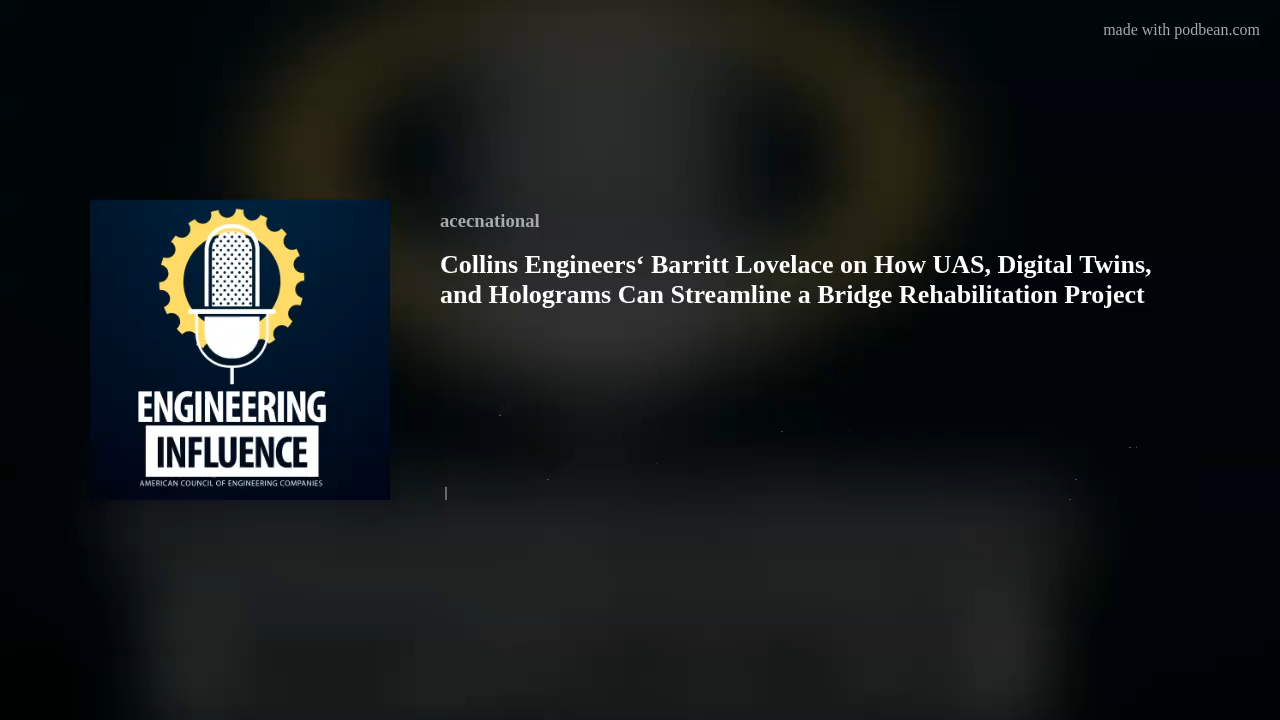 made with podbean.com
acecnational
Collins Engineers‘ Barritt Lovelace on How UAS, Digital Twins,
and Holograms Can Streamline a Bridge Rehabilitation Project
ENGINEERING
INFLUENCE
AMERICAN COUNCIL OF ENGINEERING COMPANIES